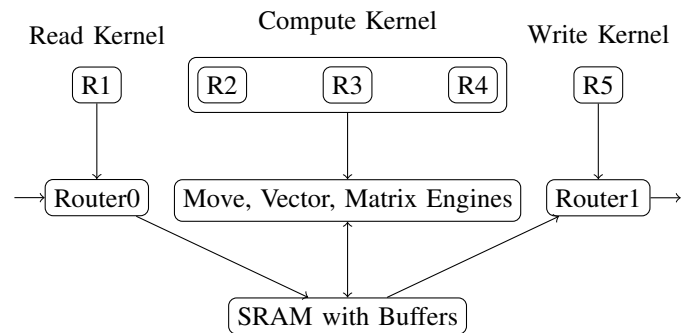 Read Kernel
Compute Kernel
Write Kernel
R1
R2
R3
R4
R5
Router0
Move, Vector, Matrix Engines
Router1
SRAM with Buffers